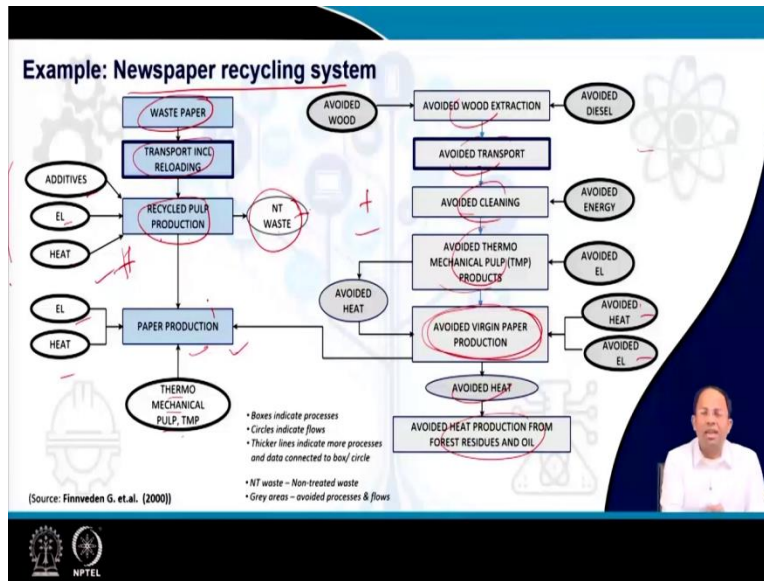 Example: Newspaper recycling system
WASTE PAPER
TRANSPORT INCL
RELOADING
ADDITIVES
EL
HEAT
RECYCLED PULP
PRODUCTION
NT
WASTE
EL
HEAT
PAPER PRODUCTION
THERMO
MECHANICAL
PULP, TMP
AVOIDED
WOOD
AVOIDED WOOD EXTRACTION
AVOIDED
DIESEL
AVOIDED TRANSPORT
AVOIDED CLEANING
AVOIDED
ENERGY
AVOIDED THERMO
MECHANICAL PULP (TMP)
PRODUCTS
AVOIDED
EL
AVOIDED
HEAT
AVOIDED VIRGIN PAPER
PRODUCTION
AVOIDED
HEAT
AVOIDED
EL
AVOIDED HEAT
AVOIDED HEAT PRODUCTION FROM
FOREST RESIDUES AND OIL
• Boxes indicate processes
• Circles indicate flows
• Thicker lines indicate more processes
and data connected to box/ circle
• NT waste – Non-treated waste
• Grey areas – avoided processes & flows
(Source: Finnveden G. et.al. (2000))
NPTEL